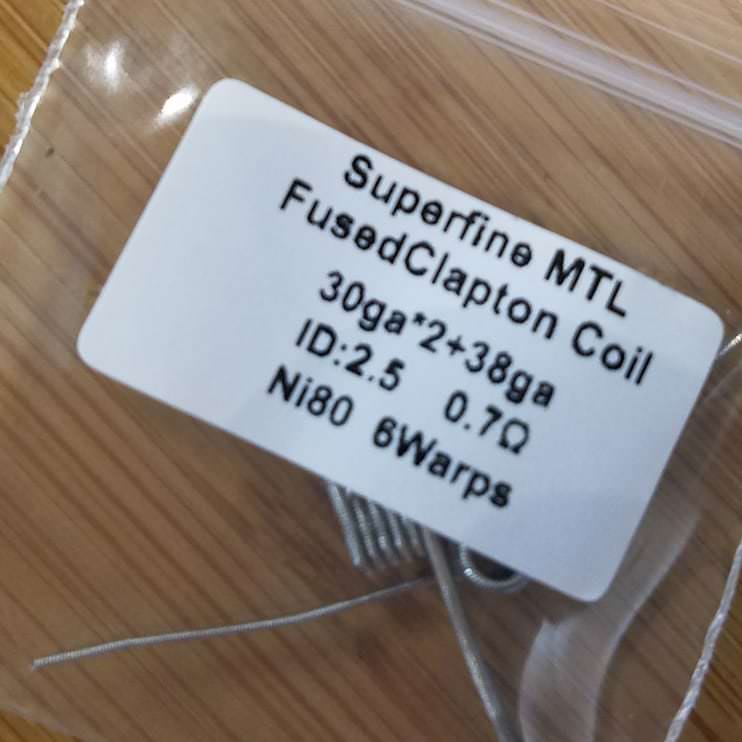 Superfine MTL
FusedClapton Coil
30ga*2+38ga
ID:2.5 0.7Ω
Ni80 6Warps